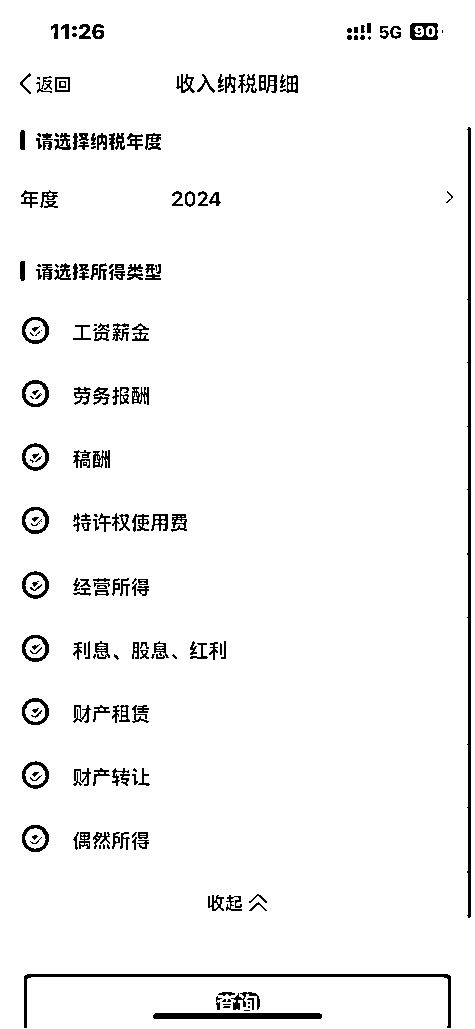 11:26 5G 90
返回 收入纳税明细
请选择纳税年度
年度 2024
请选择所得类型
工资薪金
劳务报酬
稿酬
特许权使用费
经营所得
利息、股息、红利
财产租赁
财产转让
偶然所得
收起
查询